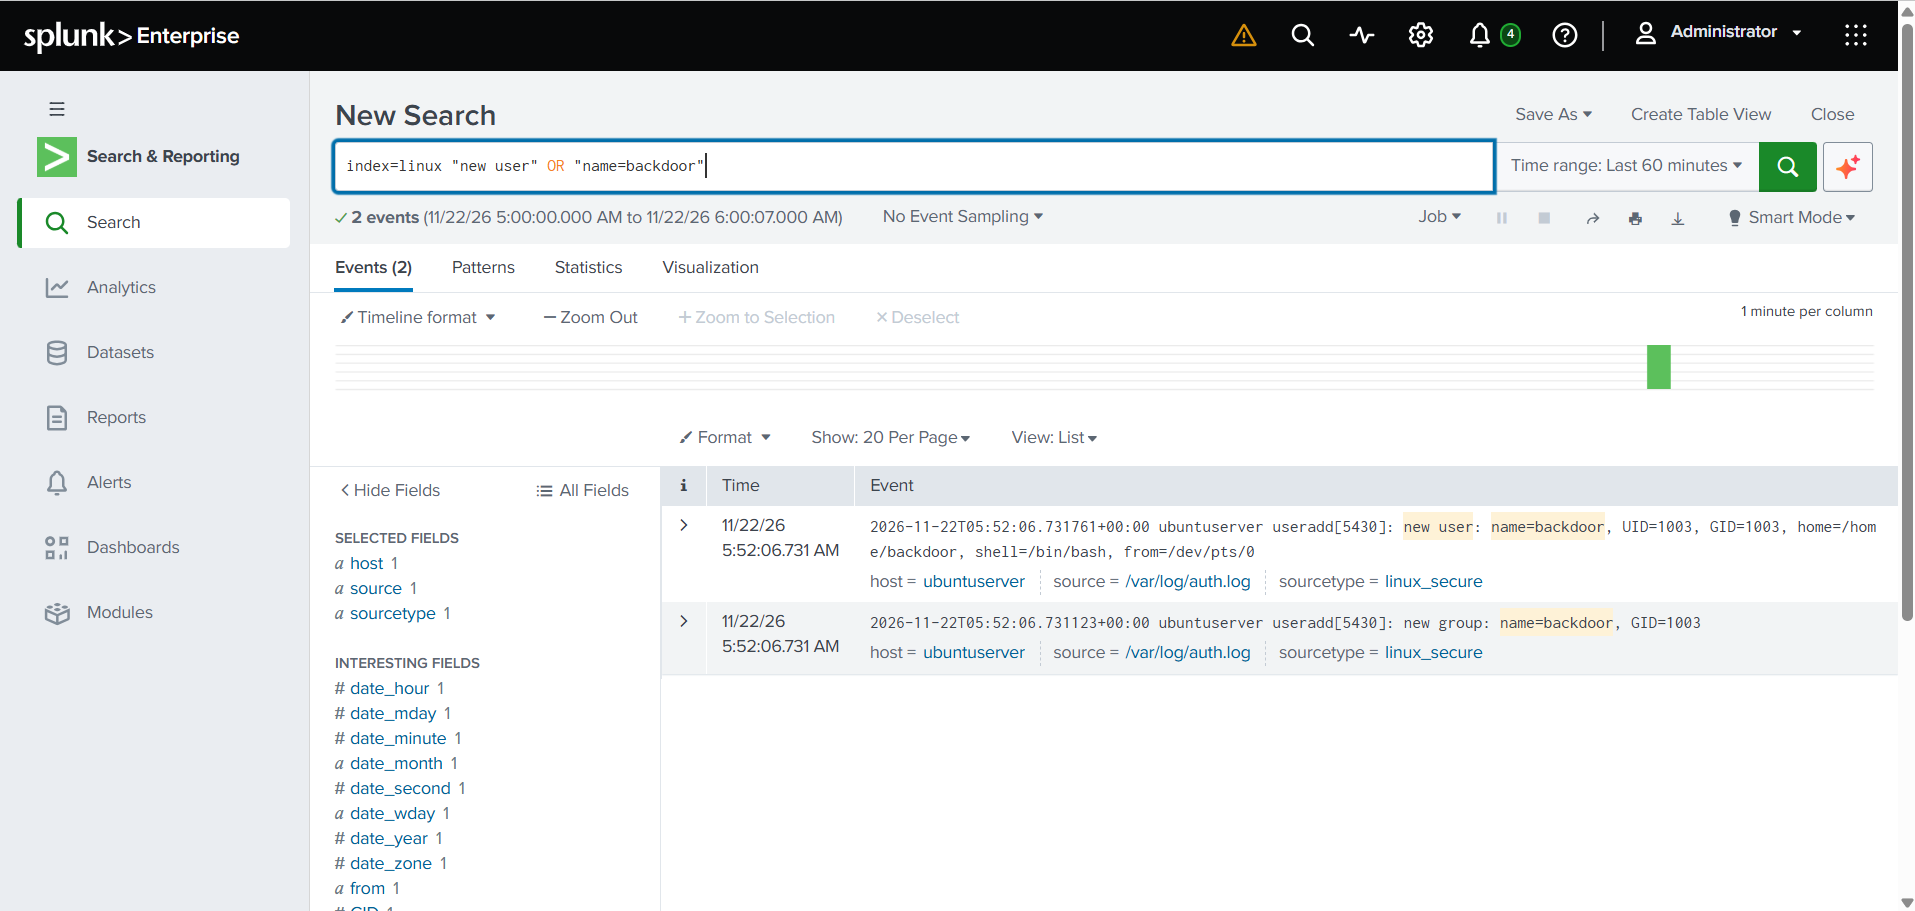 splunk> Enterprise
4
Administrator
Search & Reporting
Search
Analytics
Datasets
Reports
Alerts
Dashboards
Modules
New Search
Save As
Create Table View
Close
index=linux "new user" OR "name=backdoor"
Time range: Last 60 minutes
2 events (11/22/26 5:00:00.000 AM to 11/22/26 6:00:07.000 AM)
No Event Sampling
Job
Smart Mode
Events (2)
Patterns
Statistics
Visualization
Timeline format
Zoom Out
+ Zoom to Selection
× Deselect
1 minute per column
Format
Show: 20 Per Page
View: List
Hide Fields
All Fields
SELECTED FIELDS
a host 1
a source 1
a sourcetype 1
INTERESTING FIELDS
# date_hour 1
# date_mday 1
# date_minute 1
a date_month 1
# date_second 1
a date_wday 1
# date_year 1
# date_zone 1
a from 1
# GID 1
i
Time
Event
11/22/26
5:52:06.731 AM
2026-11-22T05:52:06.731761+00:00 ubuntuserver useradd[5430]: new user: name=backdoor, UID=1003, GID=1003, home=/hom
e/backdoor, shell=/bin/bash, from=/dev/pts/0
host = ubuntuserver source = /var/log/auth.log sourcetype = linux_secure
11/22/26
5:52:06.731 AM
2026-11-22T05:52:06.731123+00:00 ubuntuserver useradd[5430]: new group: name=backdoor, GID=1003
host = ubuntuserver source = /var/log/auth.log sourcetype = linux_secure